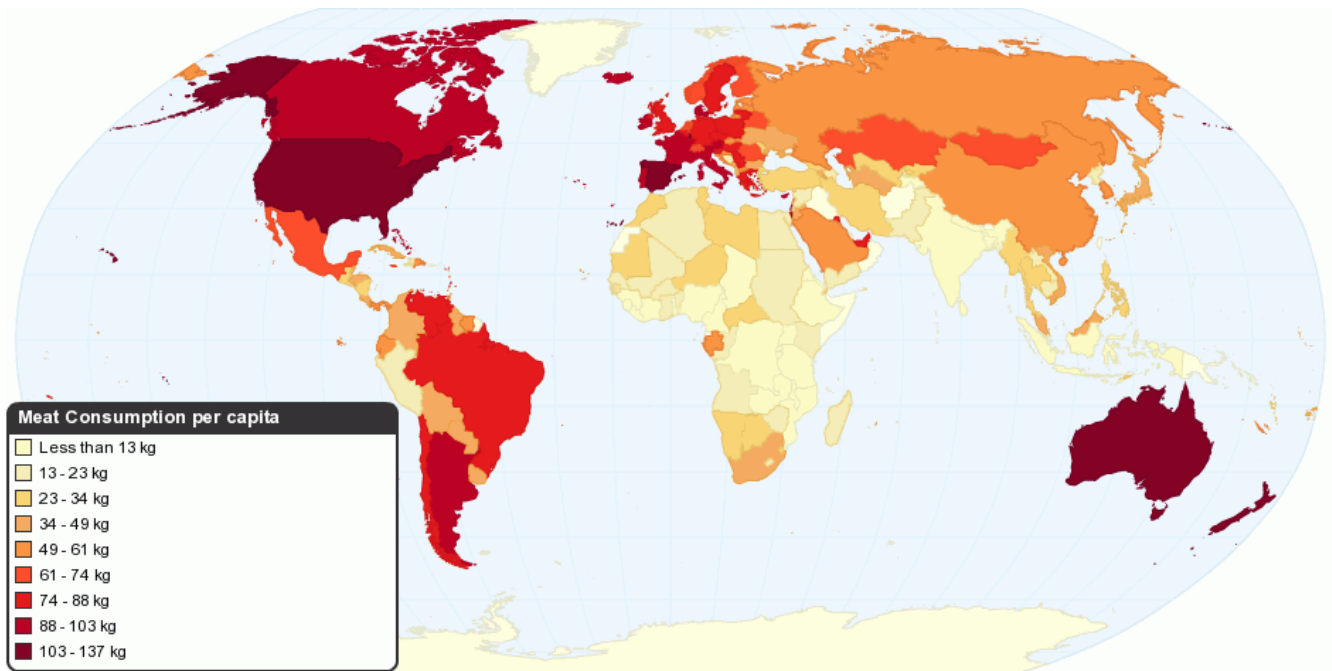 Meat Consumption per capita
Less than 13 kg
13 - 23 kg
23 - 34 kg
34 - 49 kg
49 - 61 kg
61 - 74 kg
74 - 88 kg
88 - 103 kg
103 - 137 kg